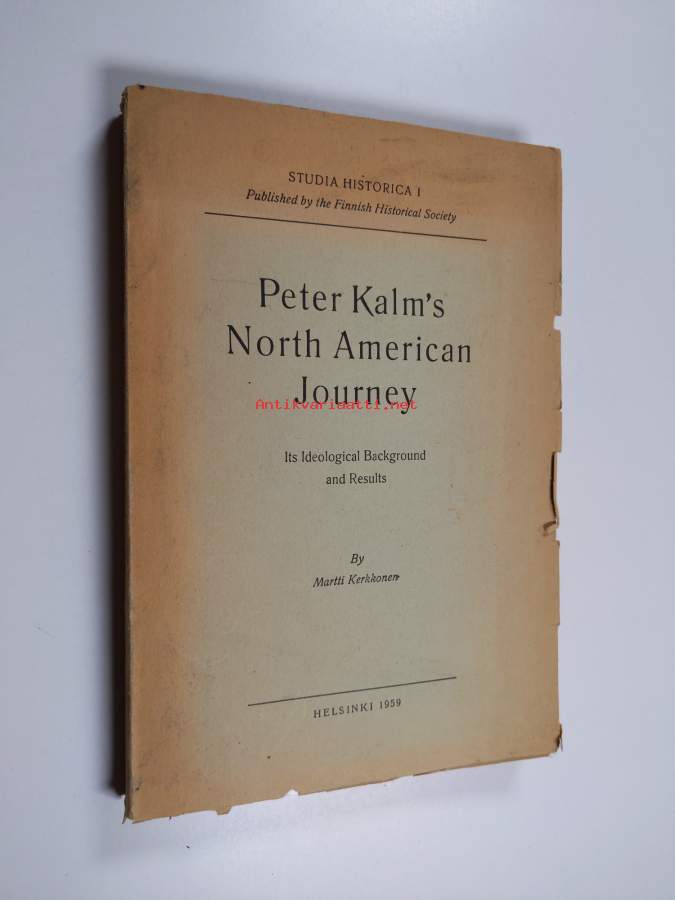 STUDIA HISTORICA I
Published by the Finnish Historical Society
Peter Kalm's
North American
Journey
Antikvariaatti.net
Its Ideological Background
and Results
By
Martti Kerkkonen
HELSINKI 1959